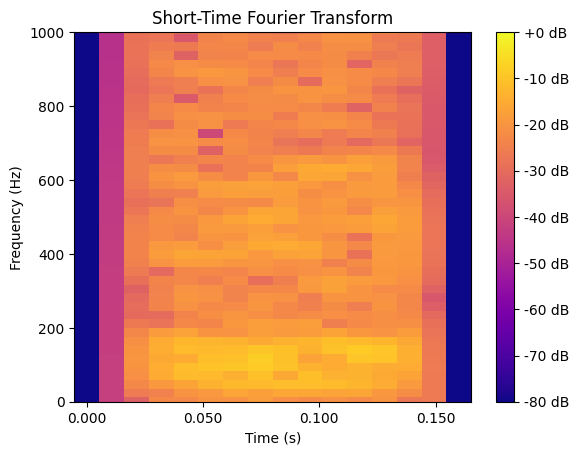 Short-Time Fourier Transform
Frequency (Hz)
1000
800
600
400
200
0
0.000
0.050
0.100
0.150
Time (s)
+0 dB
-10 dB
-20 dB
-30 dB
-40 dB
-50 dB
-60 dB
-70 dB
-80 dB